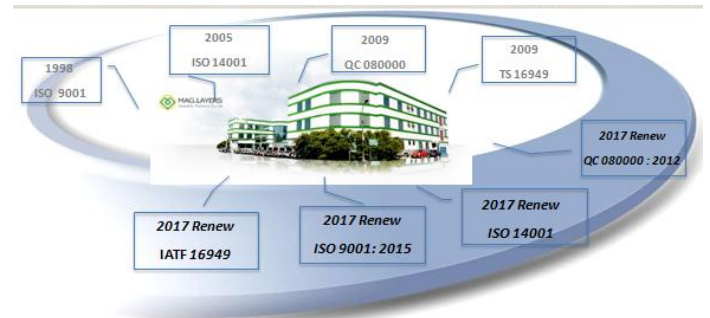 2005
ISO 14001
2009
QC 080000
2009
TS 16949
1998
ISO 9001
MAG.LAYERS
2017 Renew
QC 080000 : 2012
2017 Renew
IATF 16949
2017 Renew
ISO 9001: 2015
2017 Renew
ISO 14001